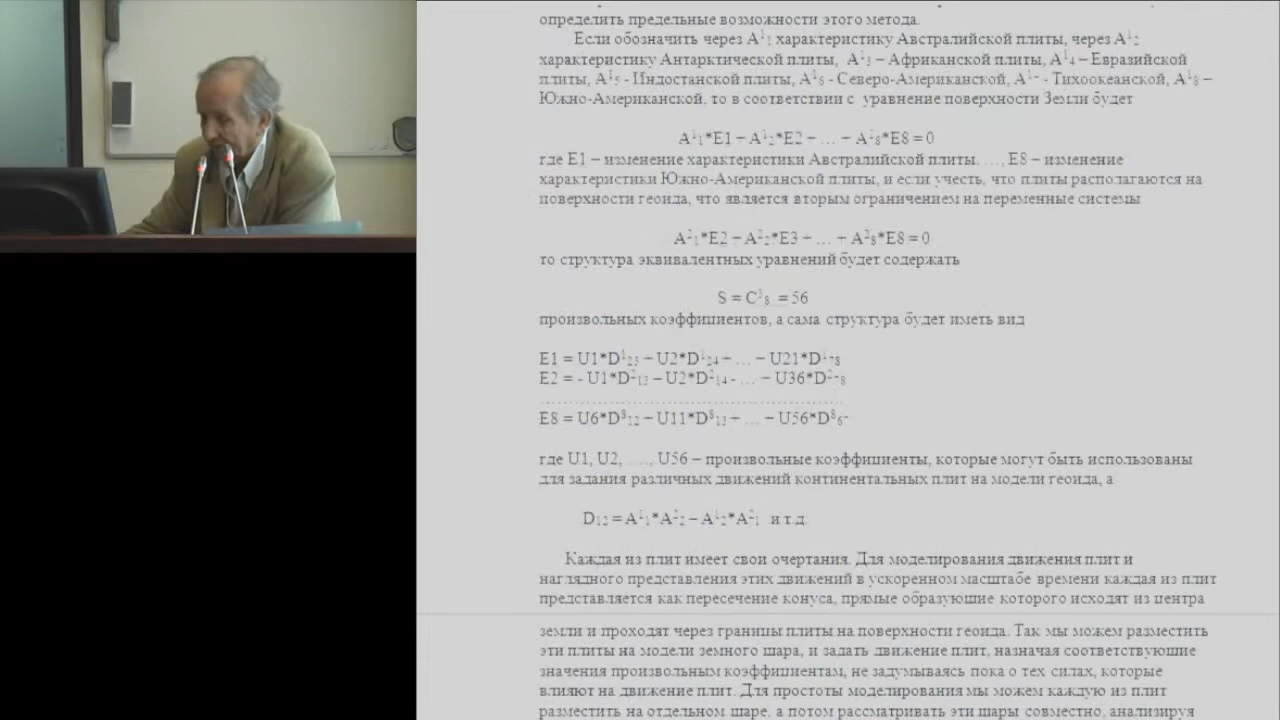 определить предельные возможности этого метода.
Если обозначить через A¹₁ характеристику Австралийской плиты, через A¹₂
характеристику Антарктической плиты, A¹₃ – Африканской плиты, A¹₄ – Евразийской
плиты, A¹₅ - Индостанской плиты, A¹₆ - Северо-Американской, A¹₇ - Тихоокеанской, A¹₈ –
Южно-Американской, то в соответствии с уравнение поверхности Земли будет
A¹₁*E1 + A¹₂*E2 + … + A¹₈*E8 = 0
где E1 – изменение характеристики Австралийской плиты, …, E8 – изменение
характеристики Южно-Американской плиты, и если учесть, что плиты располагаются на
поверхности геоида, что является вторым ограничением на переменные системы
A²₁*E2 + A²₂*E3 + … + A²₈*E8 = 0
то структура эквивалентных уравнений будет содержать
S = C³₈ = 56
произвольных коэффициентов, а сама структура будет иметь вид
E1 = U1*D¹₂₃ + U2*D¹₂₄ + … + U21*D¹₇₈
E2 = - U1*D²₁₃ – U2*D²₁₄ - … + U36*D²₇₈
E8 = U6*D⁸₁₂ + U11*D⁸₁₃ + … + U56*D⁸₆₇
где U1, U2, …, U56 – произвольные коэффициенты, которые могут быть использованы
для задания различных движений континентальных плит на модели геоида, а
D₁₂ = A¹₁*A²₂ – A¹₂*A²₁ и т.д.
Каждая из плит имеет свои очертания. Для моделирования движения плит и
наглядного представления этих движений в ускоренном масштабе времени каждая из плит
представляется как пересечение конуса, прямые образующие которого исходят из центра
земли и проходят через границы плиты на поверхности геоида. Так мы можем разместить
эти плиты на модели земного шара, и задать движение плит, назначая соответствующие
значения произвольным коэффициентам, не задумываясь пока о тех силах, которые
влияют на движение плит. Для простоты моделирования мы можем каждую из плит
разместить на отдельном шаре, а потом рассматривать эти шары совместно, анализируя